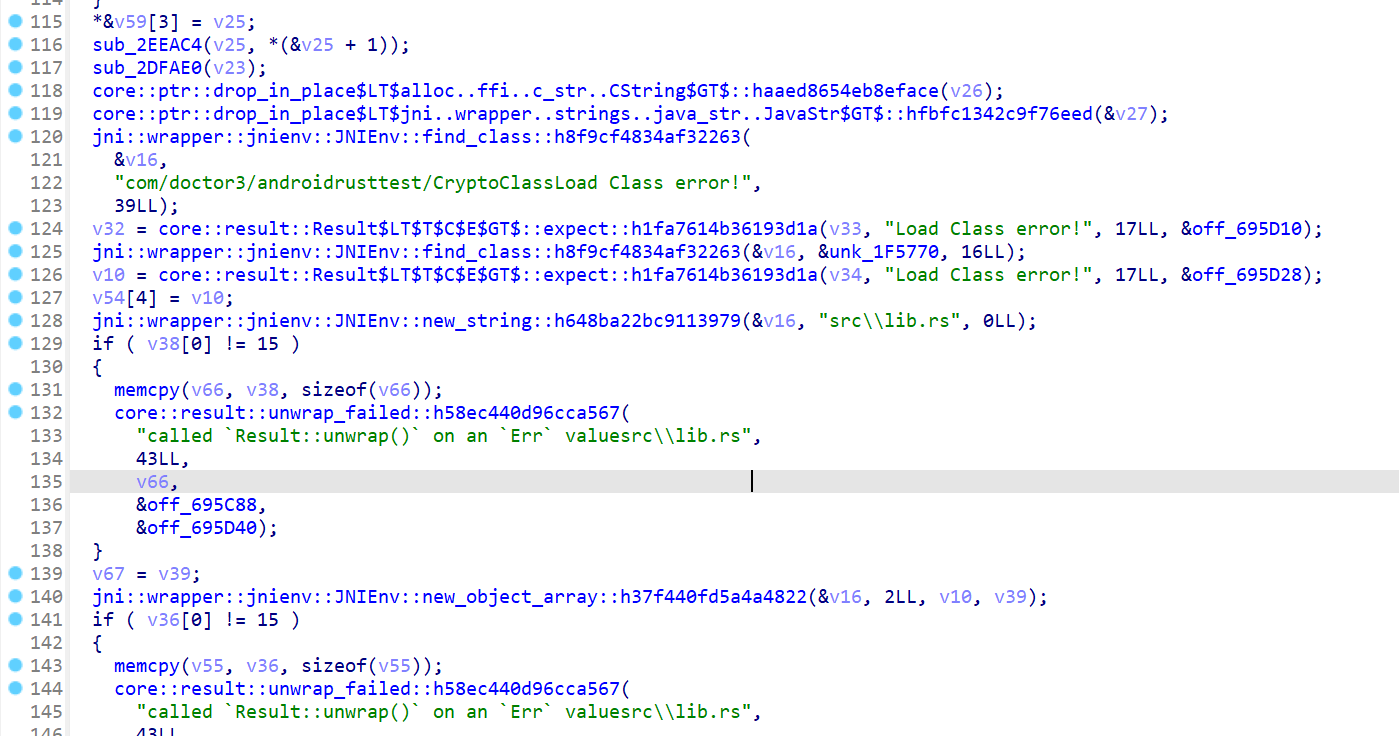 114 }
115 *&v59[3] = v25;
116 sub_2EEAC4(v25, *(&v25 + 1));
117 sub_2DFAE0(v23);
118 core::ptr::drop_in_place$LT$alloc..ffi..c_str..CString$GT$::haaed8654eb8eface(v26);
119 core::ptr::drop_in_place$LT$jni..wrapper..strings..java_str..JavaStr$GT$::hfbfc1342c9f76eed(&v27);
120 jni::wrapper::jnienv::JNIEnv::find_class::h8f9cf4834af32263(
121 &v16,
122 "com/doctor3/androidrusttest/CryptoClassLoad Class error!",
123 39LL);
124 v32 = core::result::Result$LT$T$C$E$GT$::expect::h1fa7614b36193d1a(v33, "Load Class error!", 17LL, &off_695D10);
125 jni::wrapper::jnienv::JNIEnv::find_class::h8f9cf4834af32263(&v16, &unk_1F5770, 16LL);
126 v10 = core::result::Result$LT$T$C$E$GT$::expect::h1fa7614b36193d1a(v34, "Load Class error!", 17LL, &off_695D28);
127 v54[4] = v10;
128 jni::wrapper::jnienv::JNIEnv::new_string::h648ba22bc9113979(&v16, "src\\lib.rs", 0LL);
129 if ( v38[0] != 15 )
130 {
131 memcpy(v66, v38, sizeof(v66));
132 core::result::unwrap_failed::h58ec440d96cca567(
133 "called `Result::unwrap()` on an `Err` valuesrc\\lib.rs",
134 43LL,
135 v66,
136 &off_695C88,
137 &off_695D40);
138 }
139 v67 = v39;
140 jni::wrapper::jnienv::JNIEnv::new_object_array::h37f440fd5a4a4822(&v16, 2LL, v10, v39);
141 if ( v36[0] != 15 )
142 {
143 memcpy(v55, v36, sizeof(v55));
144 core::result::unwrap_failed::h58ec440d96cca567(
145 "called `Result::unwrap()` on an `Err` valuesrc\\lib.rs",
146 43LL